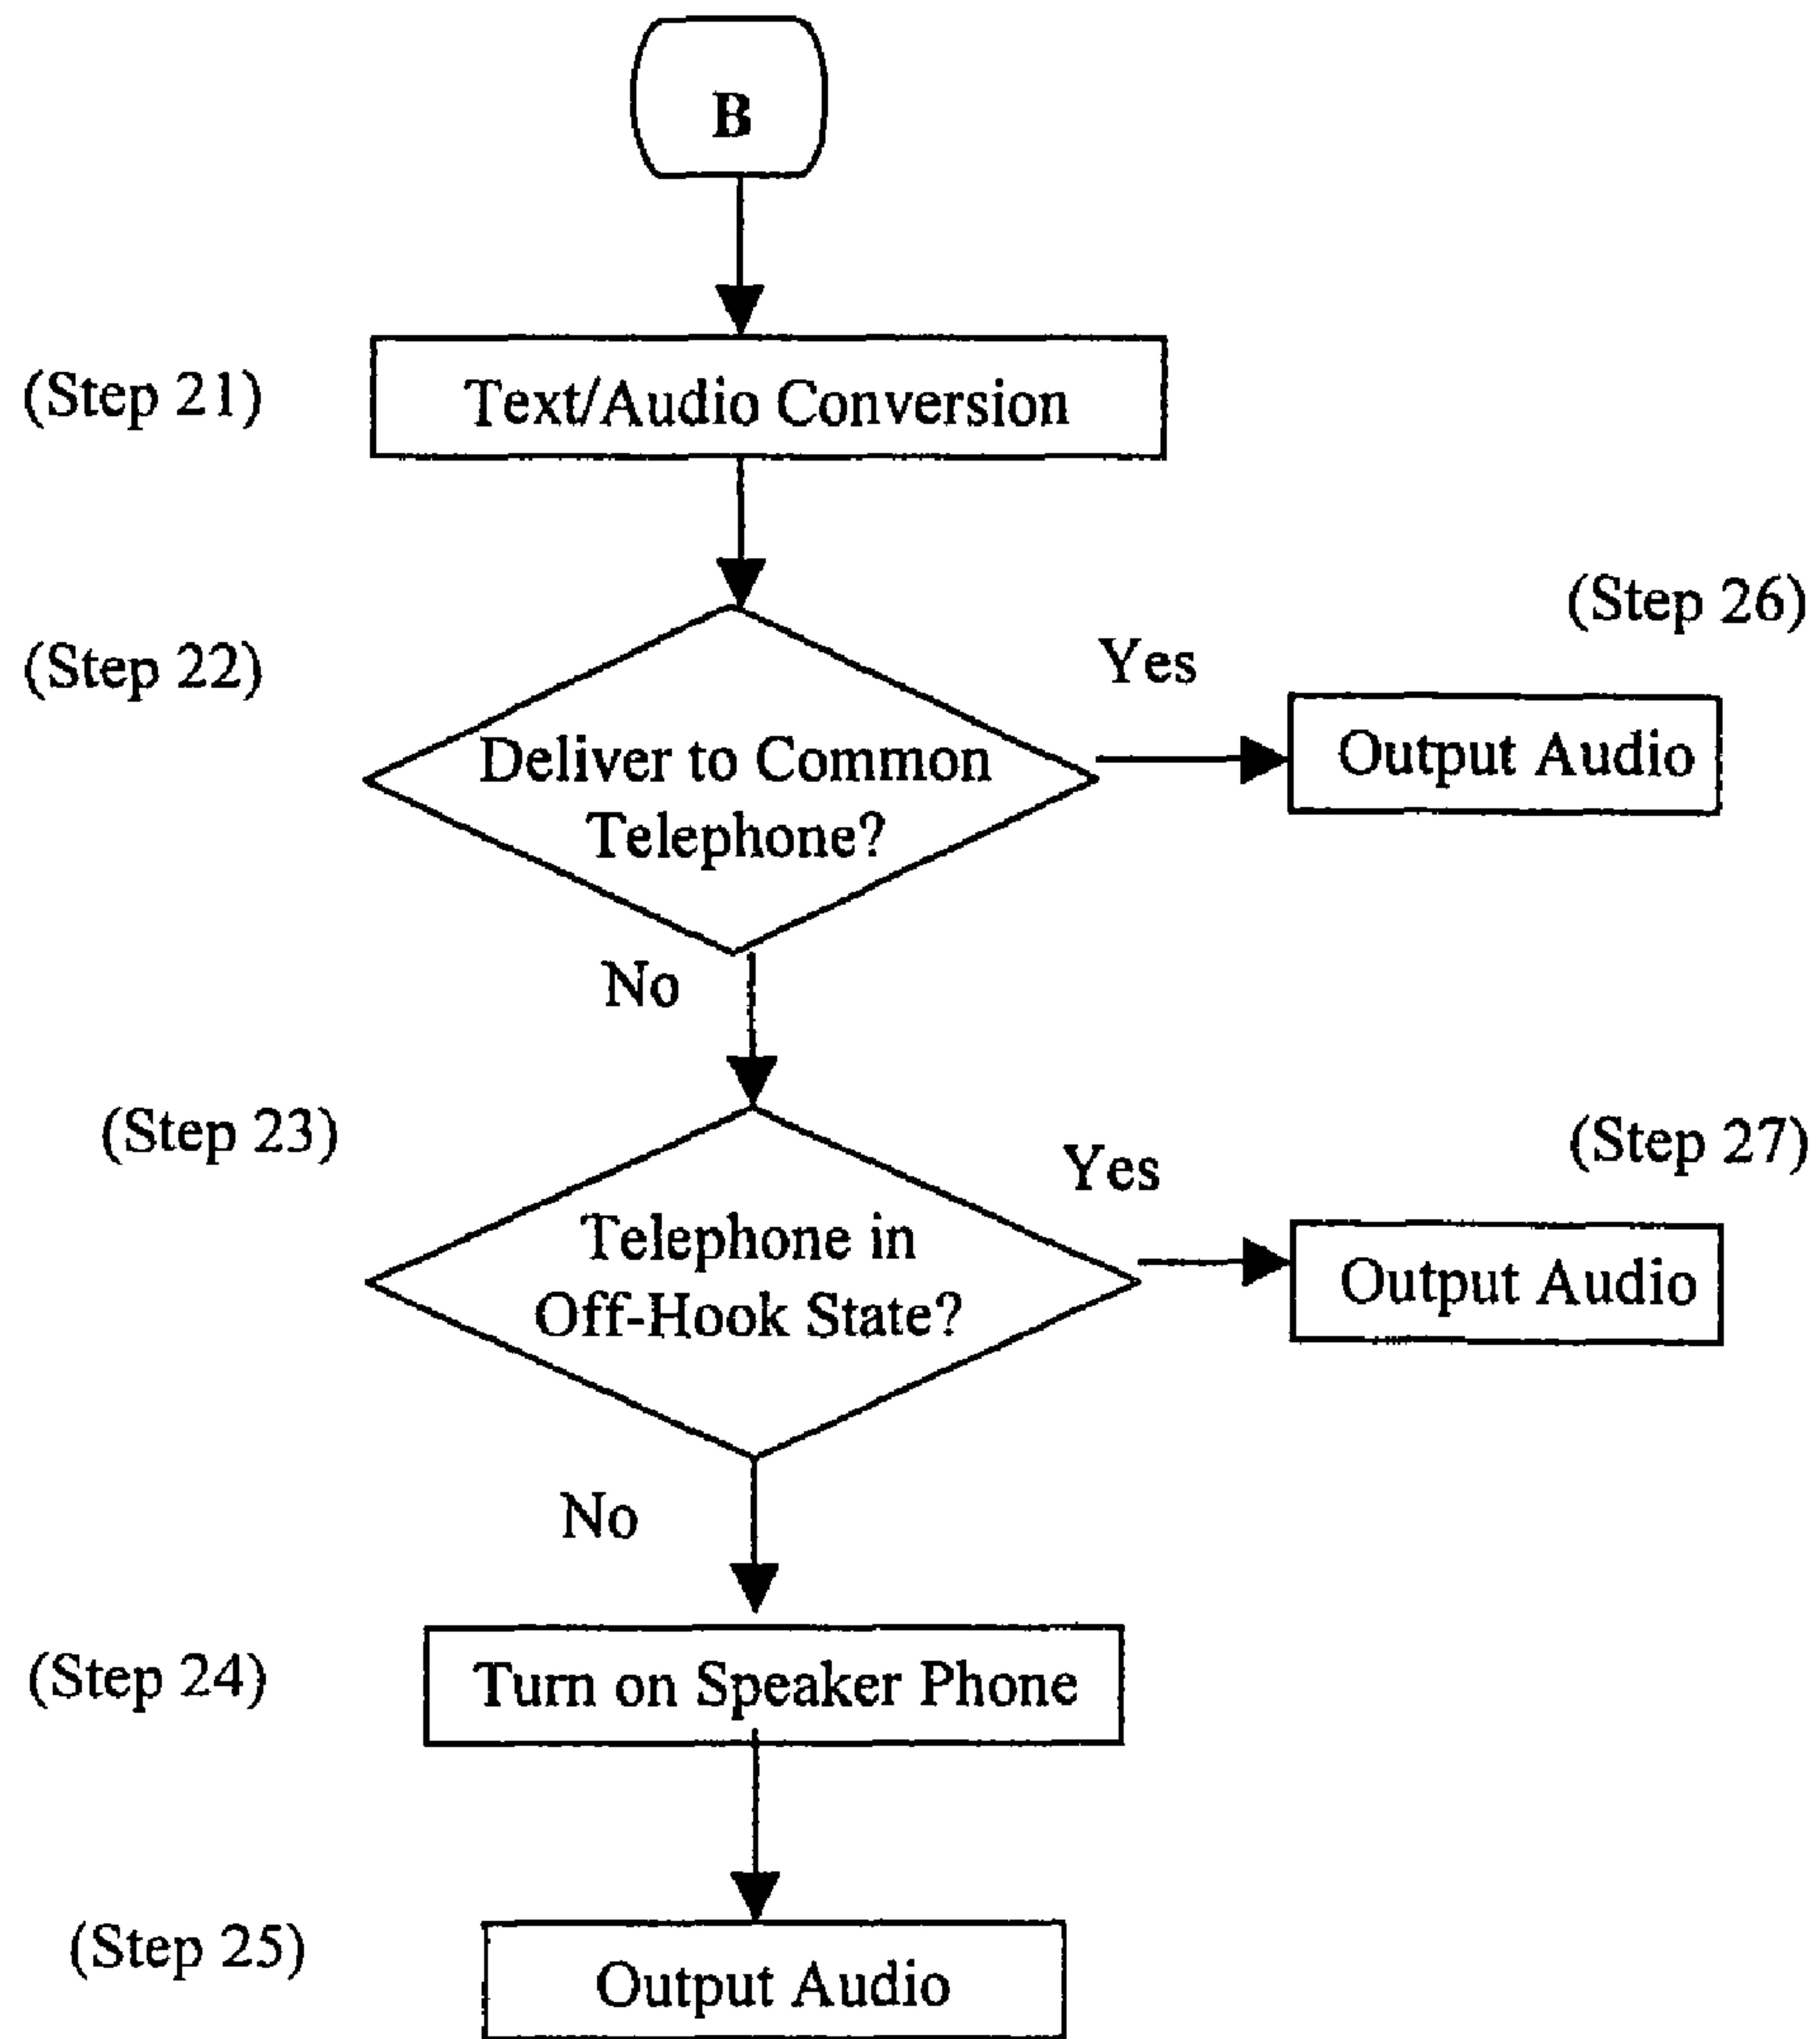 B
(Step 21)
Text/Audio Conversion
(Step 22)
Deliver to Common
Telephone?
Yes
(Step 26)
Output Audio
No
(Step 23)
Telephone in
Off-Hook State?
Yes
(Step 27)
Output Audio
No
(Step 24)
Turn on Speaker Phone
(Step 25)
Output Audio